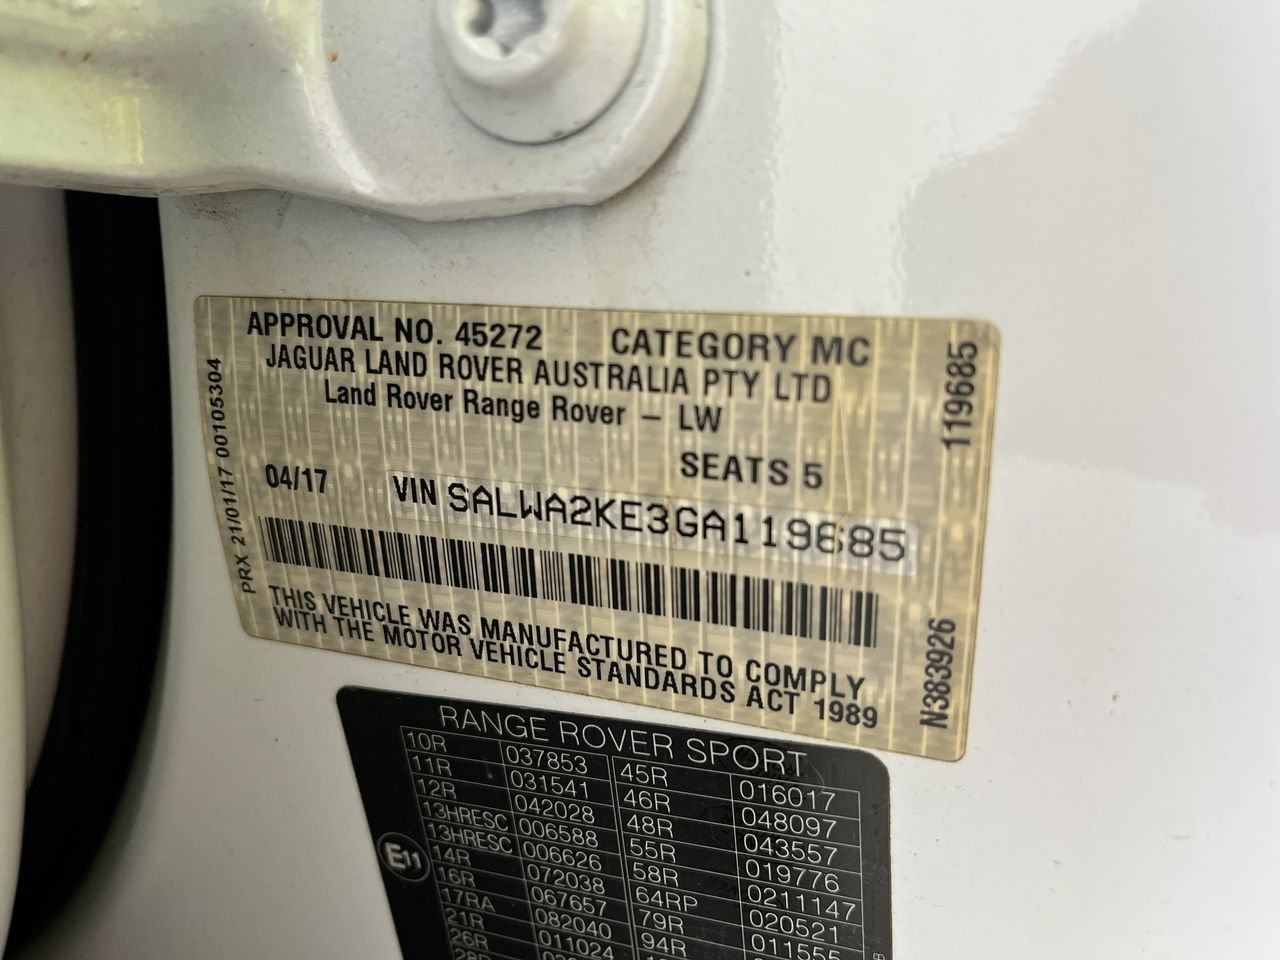 APPROVAL NO. 45272 CATEGORY MC
JAGUAR LAND ROVER AUSTRALIA PTY LTD
Land Rover Range Rover - LW
SEATS 5
04/17 VIN SALWA2KE3GA119685
THIS VEHICLE WAS MANUFACTURED TO COMPLY
WITH THE MOTOR VEHICLE STANDARDS ACT 1989
PRX 21/01/17 00105304
N383926 119685
RANGE ROVER SPORT
10R 037853 45R 016017
11R 031541 46R 048097
12R 042028 48R 043557
13HRESC 006588 55R 019776
13HRESC 006626 58R 0211147
14R 072038 64RP 020521
16R 067657 79R 011555
17RA 082040 94R
21R 011024
26R
E11